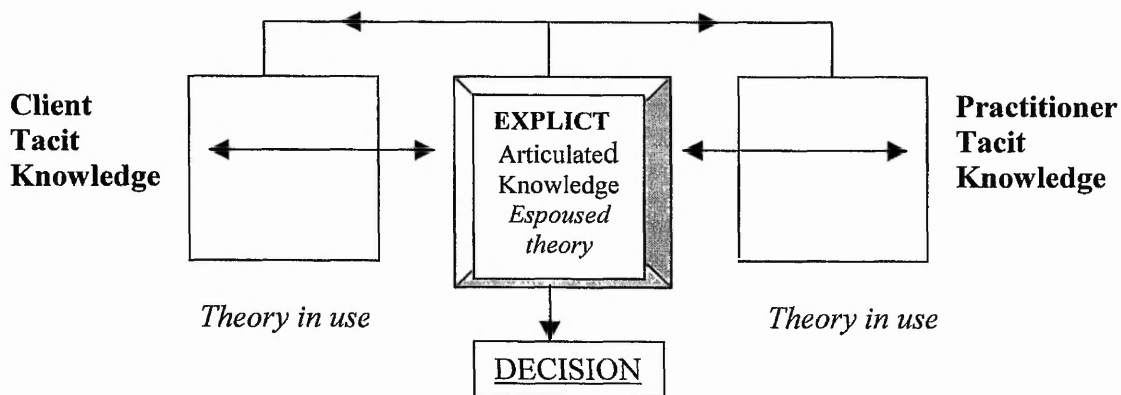 Client
Tacit
Knowledge
EXPLICT
Articulated
Knowledge
Espoused
theory
Practitioner
Tacit
Knowledge
Theory in use
Theory in use
DECISION